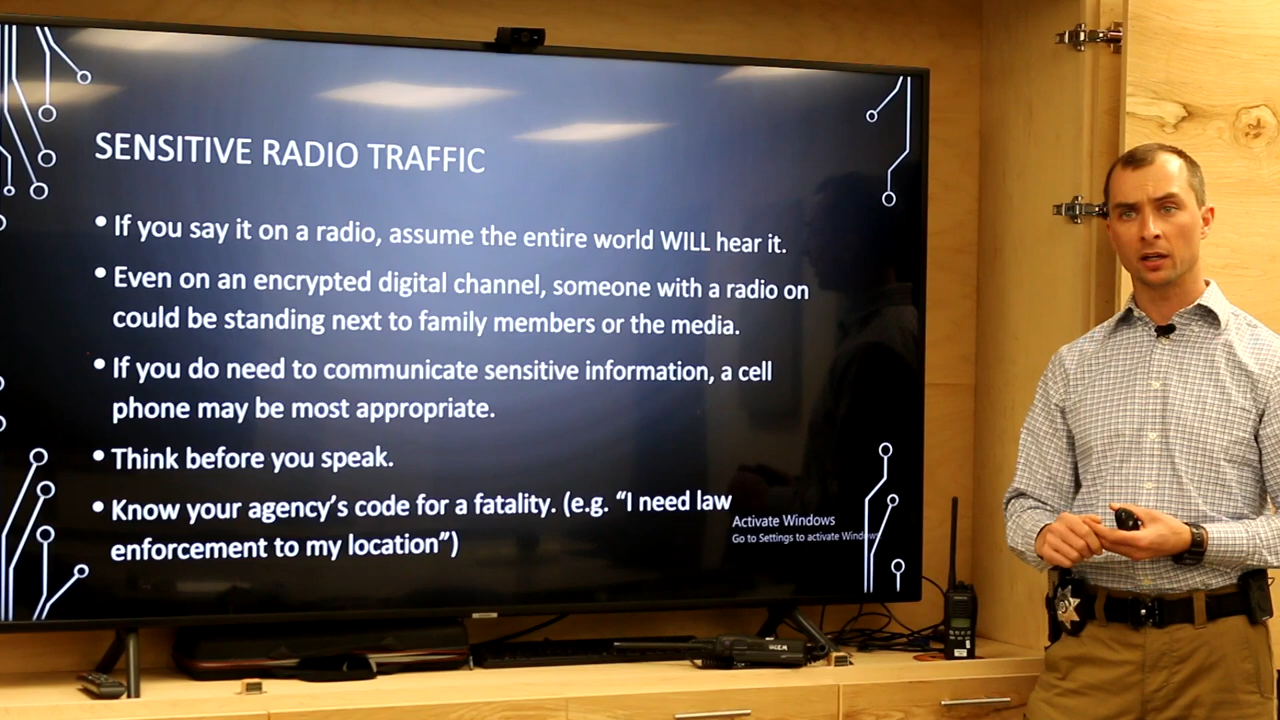 SENSITIVE RADIO TRAFFIC
• If you say it on a radio, assume the entire world WILL hear it.
• Even on an encrypted digital channel, someone with a radio on
could be standing next to family members or the media.
• If you do need to communicate sensitive information, a cell
phone may be most appropriate.
• Think before you speak.
• Know your agency's code for a fatality. (e.g. “I need law
enforcement to my location”)
Activate Windows
Go to Settings to activate Windows